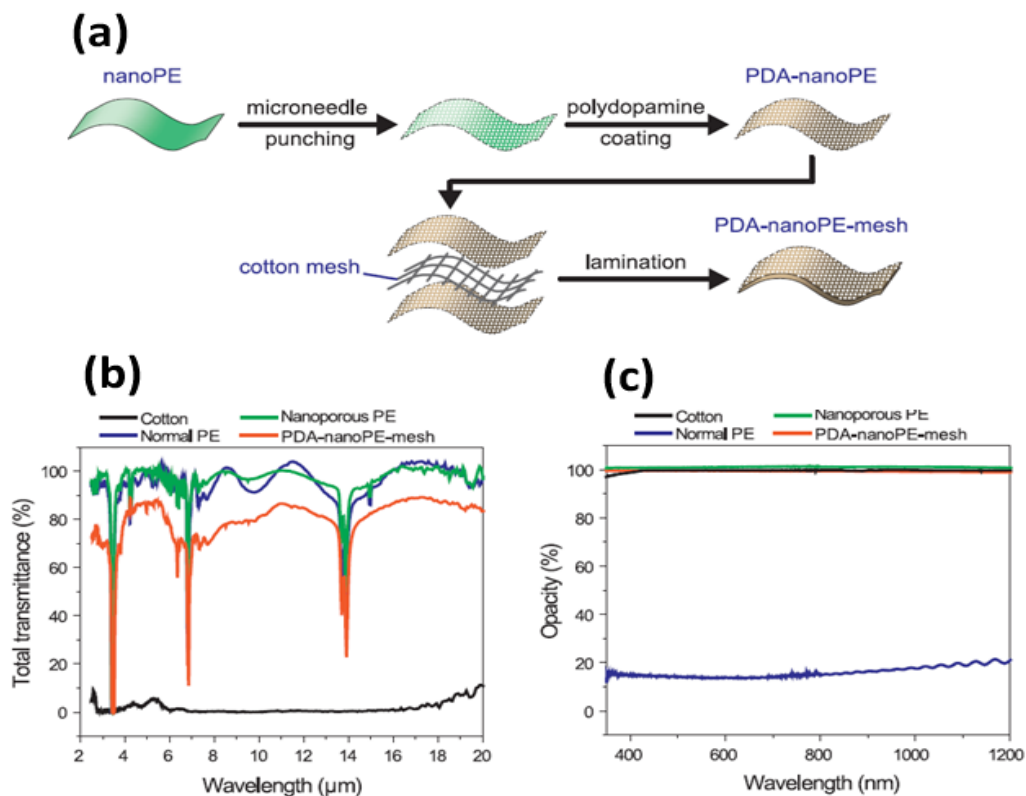 (a)
nanoPE
microneedle
punching
polydopamine
coating
PDA-nanoPE
cotton mesh
lamination
PDA-nanoPE-mesh
(b)
Cotton
Nanoporous PE
Normal PE
PDA-nanoPE-mesh
Total transmittance (%)
100
80
60
40
20
0
2 4 6 8 10 12 14 16 18 20
Wavelength (µm)
(c)
Cotton
Nanoporous PE
Normal PE
PDA-nanoPE-mesh
Opacity (%)
100
80
60
40
20
0
400 600 800 1000 1200
Wavelength (nm)